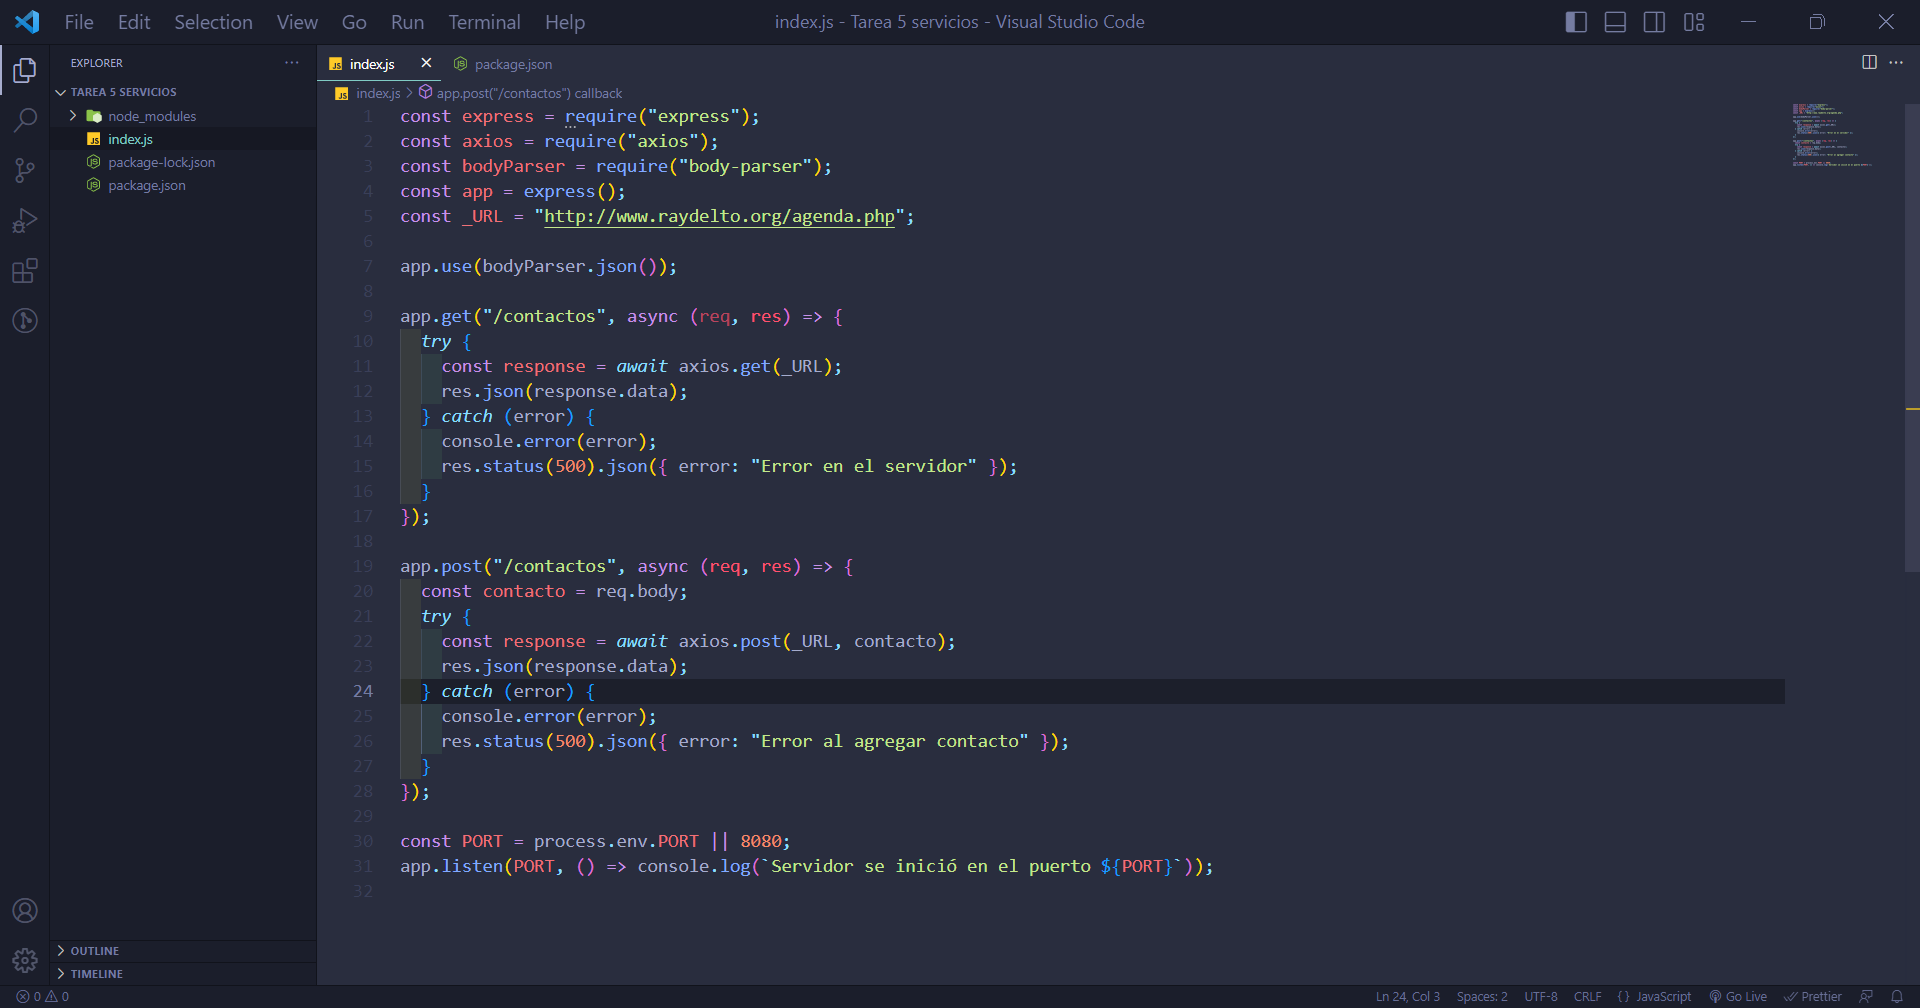 File Edit Selection View Go Run Terminal Help
index.js - Tarea 5 servicios - Visual Studio Code
EXPLORER
TAREA 5 SERVICIOS
node_modules
index.js
package-lock.json
package.json
OUTLINE
TIMELINE
index.js package.json
index.js > app.post("/contactos") callback
1 const express = require("express");
2 const axios = require("axios");
3 const bodyParser = require("body-parser");
4 const app = express();
5 const _URL = "http://www.raydelto.org/agenda.php";
6
7 app.use(bodyParser.json());
8
9 app.get("/contactos", async (req, res) => {
10 try {
11 const response = await axios.get(_URL);
12 res.json(response.data);
13 } catch (error) {
14 console.error(error);
15 res.status(500).json({ error: "Error en el servidor" });
16 }
17 });
18
19 app.post("/contactos", async (req, res) => {
20 const contacto = req.body;
21 try {
22 const response = await axios.post(_URL, contacto);
23 res.json(response.data);
24 } catch (error) {
25 console.error(error);
26 res.status(500).json({ error: "Error al agregar contacto" });
27 }
28 });
29
30 const PORT = process.env.PORT || 8080;
31 app.listen(PORT, () => console.log(`Servidor se inició en el puerto ${PORT}`));
32
0 0
Ln 24, Col 3 Spaces: 2 UTF-8 CRLF {} JavaScript Go Live Prettier